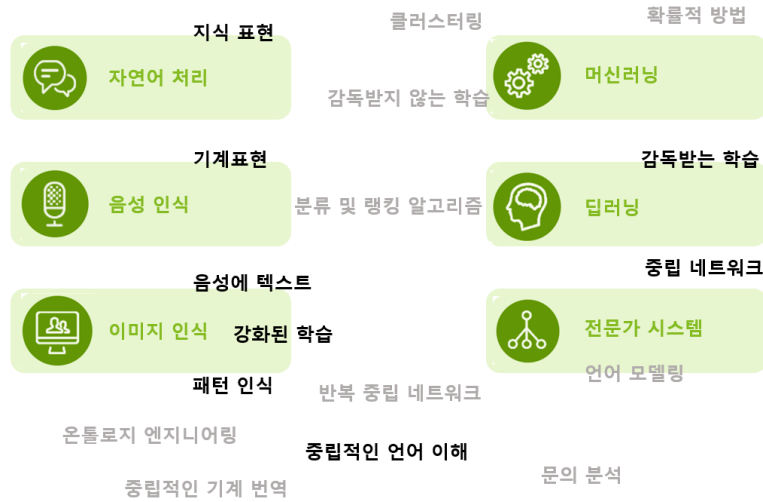 지식 표현
클러스터링
확률적 방법
자연어 처리
머신러닝
감독받지 않는 학습
기계표현
감독받는 학습
음성 인식
분류 및 랭킹 알고리즘
딥러닝
음성에 텍스트
중립 네트워크
이미지 인식
강화된 학습
전문가 시스템
패턴 인식
반복 중립 네트워크
언어 모델링
온톨로지 엔지니어링
중립적인 언어 이해
중립적인 기계 번역
문의 분석